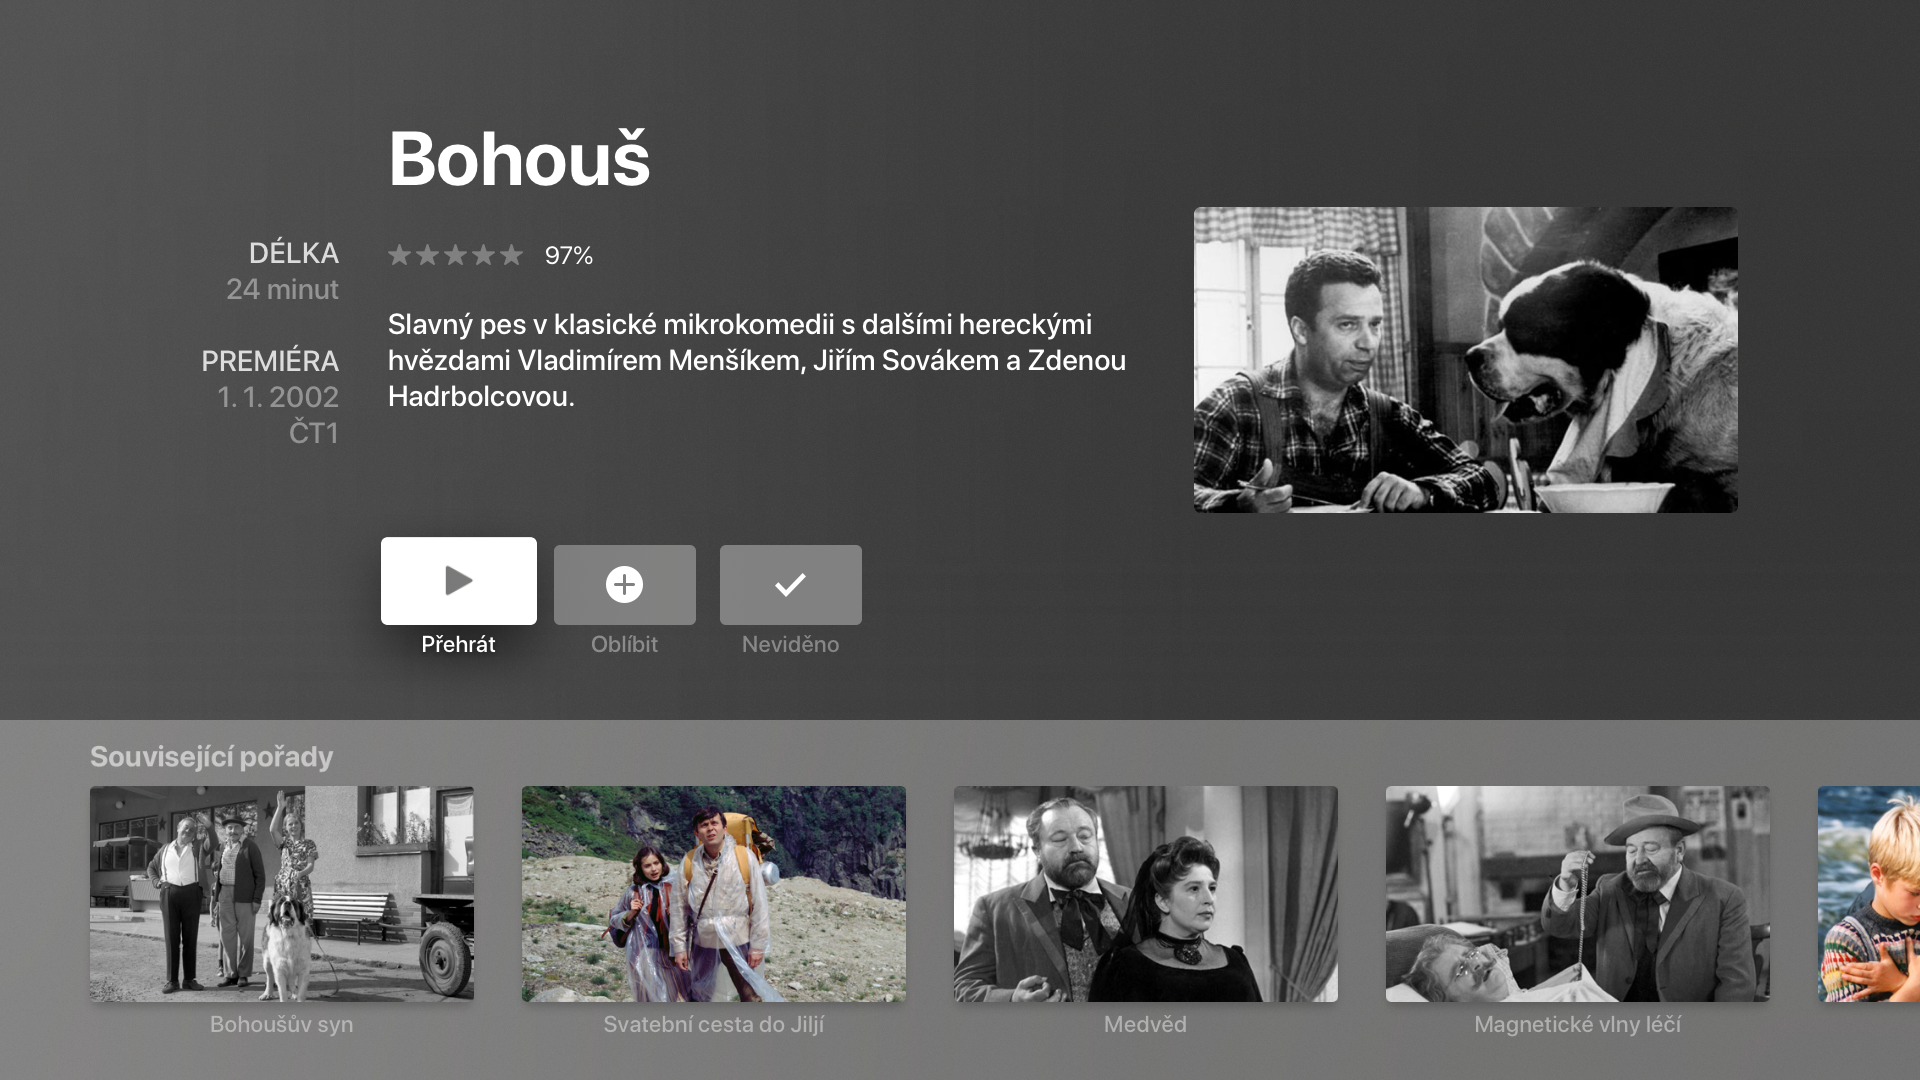 Bohouš
DÉLKA
24 minut
PREMIÉRA
1. 1. 2002
ČT1
97%
Slavný pes v klasické mikrokomedii s dalšími hereckými
hvězdami Vladimírem Menšíkem, Jiřím Sovákem a Zdenou
Hadrbolcovou.
Přehrát
Oblíbit
Neviděno
Související pořady
Bohoušův syn
Svatební cesta do Jiljí
Medvěd
Magnetické vlny léčí